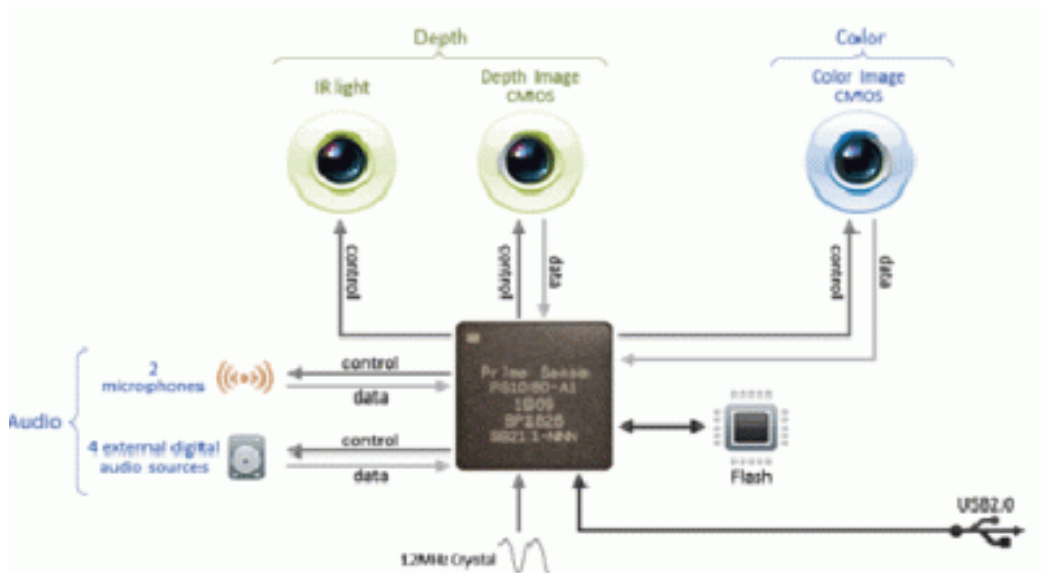 Depth
Color
IR light
Depth Image
CMOS
Color Image
CMOS
control
control
data
control
data
2
microphones
control
data
Audio
4 external digital
audio sources
control
data
Prime Sense
PS1080-A1
Flash
USB2.0
12MHz Crystal